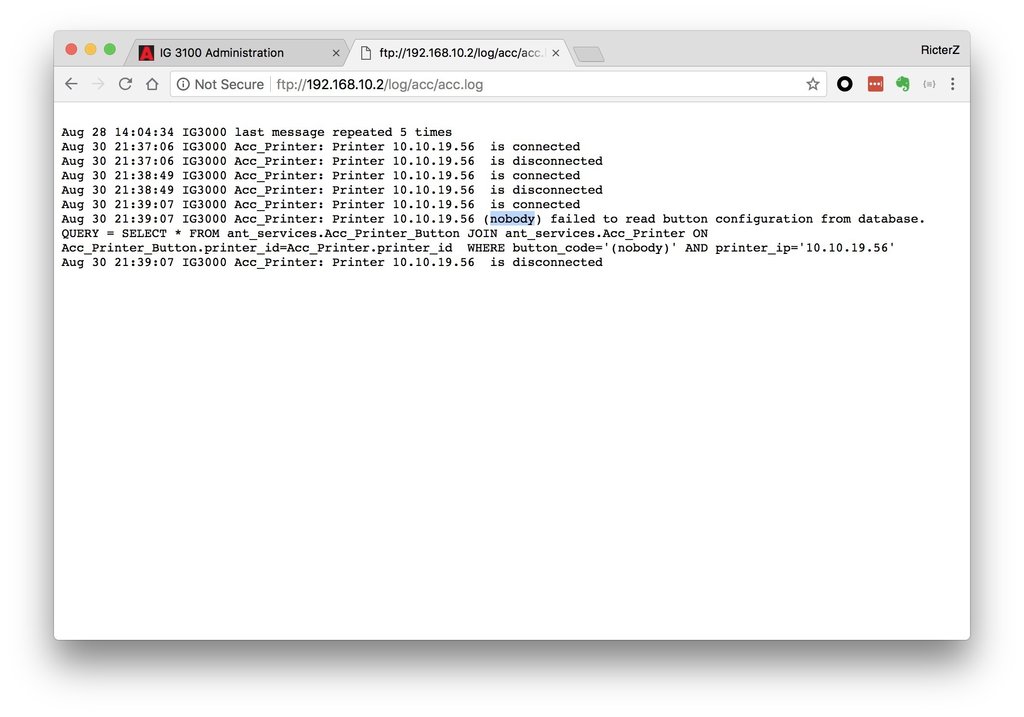 IG 3100 Administration
ftp://192.168.10.2/log/acc/acc.
RicterZ
Not Secure
ftp://192.168.10.2/log/acc/acc.log
Aug 28 14:04:34 IG3000 last message repeated 5 times
Aug 30 21:37:06 IG3000 Acc_Printer: Printer 10.10.19.56  is connected
Aug 30 21:37:06 IG3000 Acc_Printer: Printer 10.10.19.56  is disconnected
Aug 30 21:38:49 IG3000 Acc_Printer: Printer 10.10.19.56  is connected
Aug 30 21:38:49 IG3000 Acc_Printer: Printer 10.10.19.56  is disconnected
Aug 30 21:39:07 IG3000 Acc_Printer: Printer 10.10.19.56  is connected
Aug 30 21:39:07 IG3000 Acc_Printer: Printer 10.10.19.56 (nobody) failed to read button configuration from database.
QUERY = SELECT * FROM ant_services.Acc_Printer_Button JOIN ant_services.Acc_Printer ON
Acc_Printer_Button.printer_id=Acc_Printer.printer_id  WHERE button_code='(nobody)' AND printer_ip='10.10.19.56'
Aug 30 21:39:07 IG3000 Acc_Printer: Printer 10.10.19.56  is disconnected